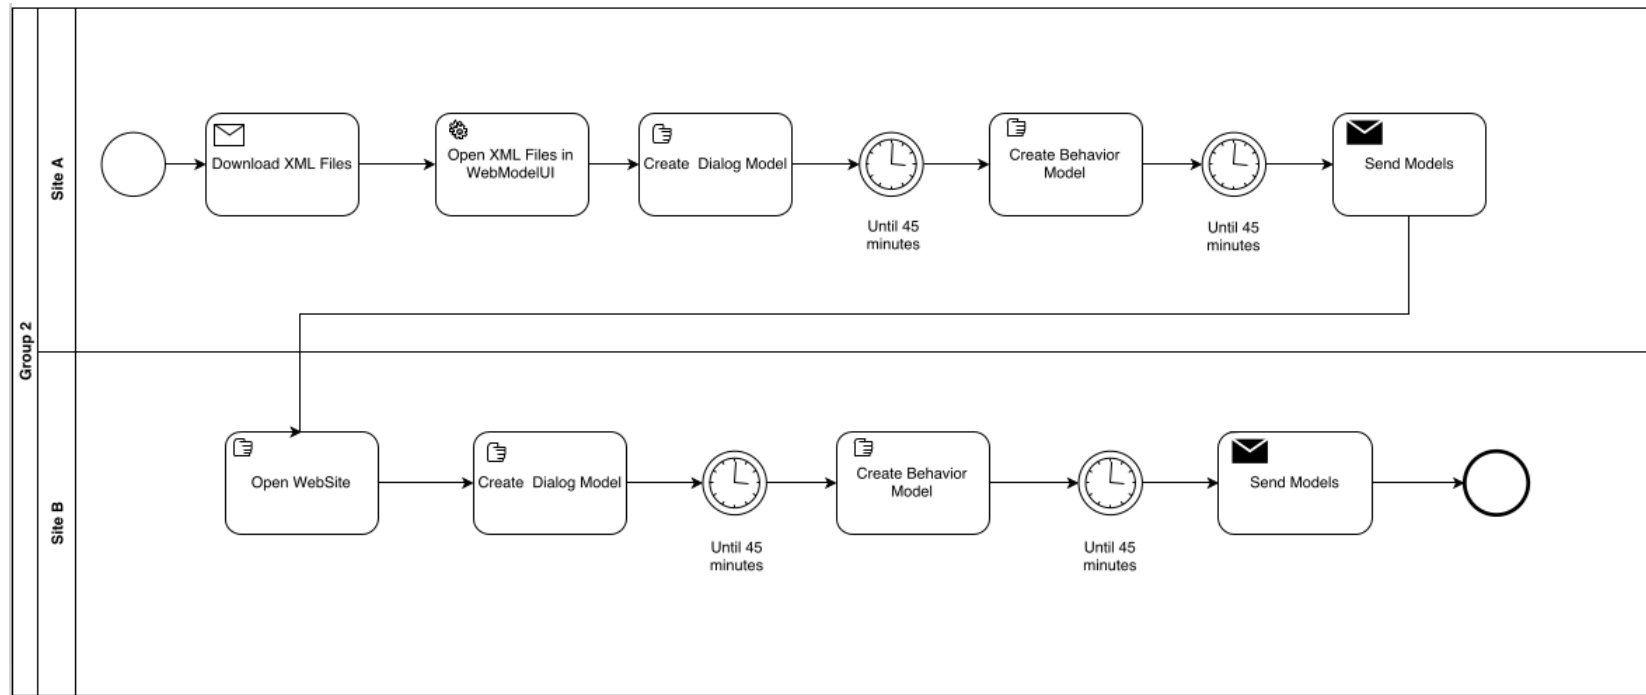 Group 2
Site A
Download XML Files
Open XML Files in
WebModelUI
Create Dialog Model
Until 45
minutes
Create Behavior
Model
Until 45
minutes
Send Models
Site B
Open WebSite
Create Dialog Model
Until 45
minutes
Create Behavior
Model
Until 45
minutes
Send Models